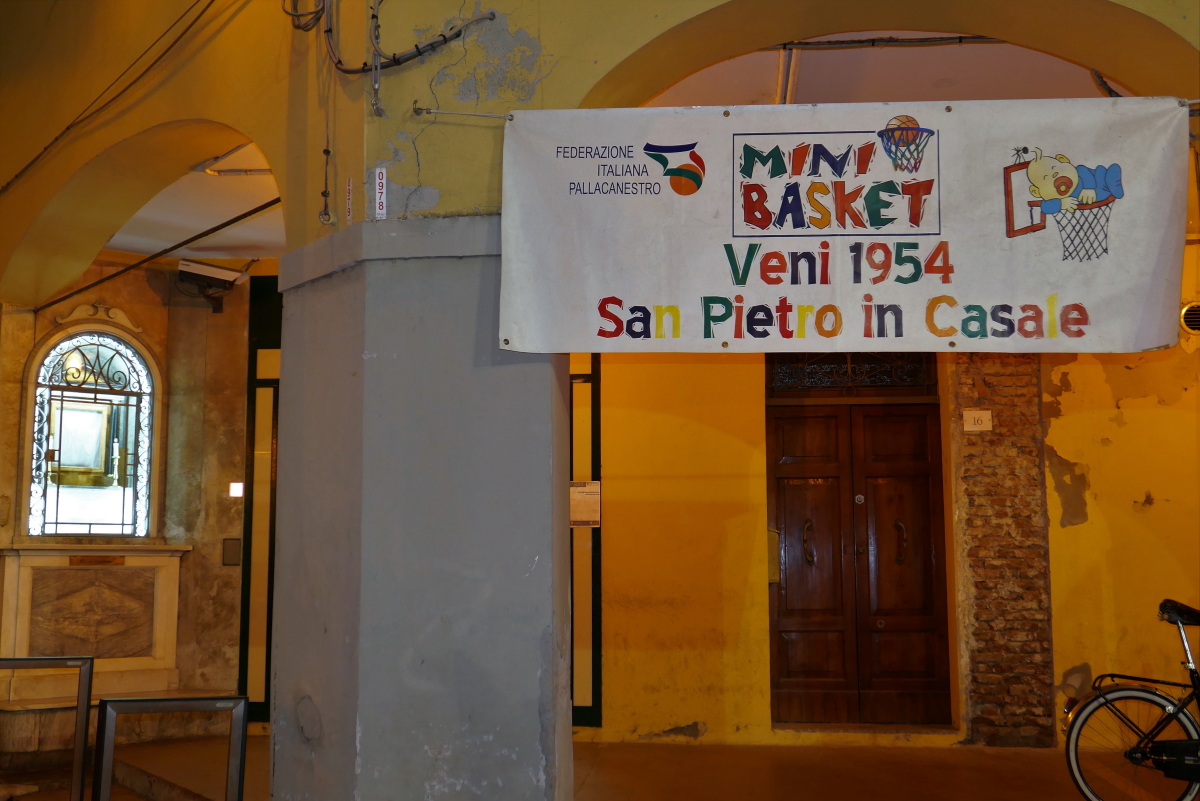 0978
FEDERAZIONE
ITALIANA
PALLACANESTRO
MINI
BASKET
Veni 1954
San Pietro in Casale
16